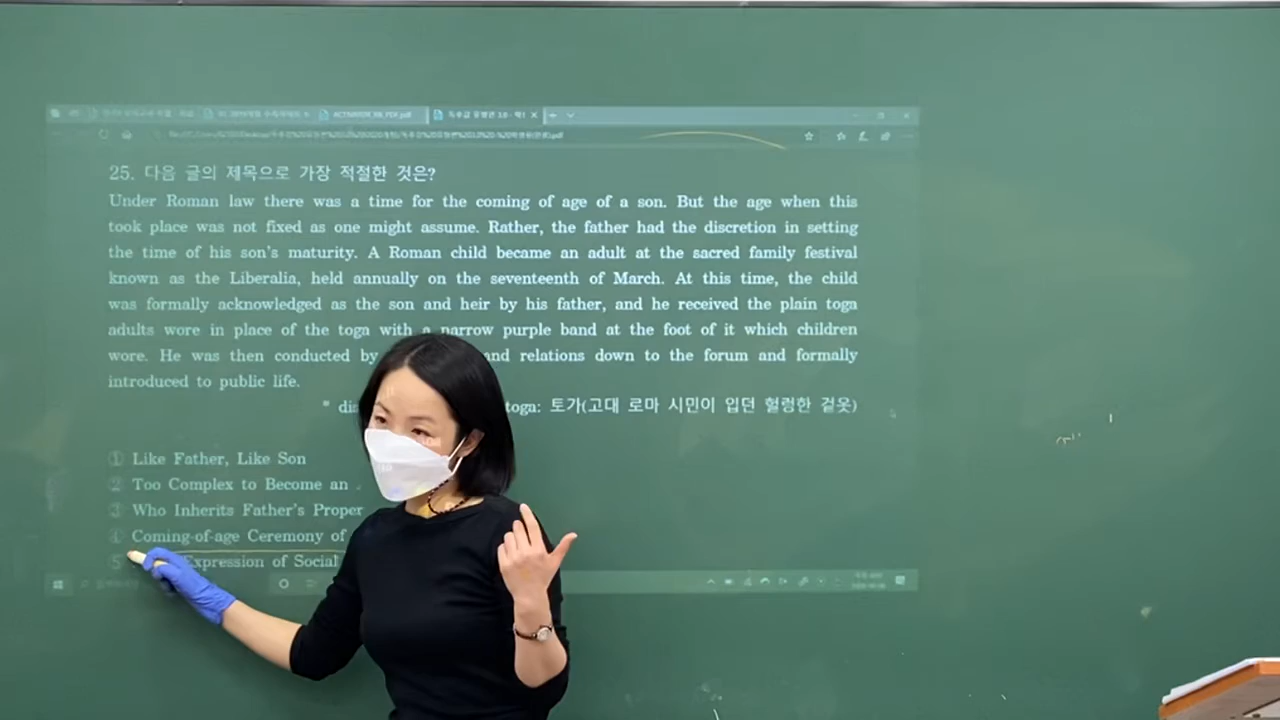 ACTIVATOR_RN_PDF.pdf
25. 다음 글의 제목으로 가장 적절한 것은?
Under Roman law there was a time for the coming of age of a son. But the age when this
took place was not fixed as one might assume. Rather, the father had the discretion in setting
the time of his son's maturity. A Roman child became an adult at the sacred family festival
known as the Liberalia, held annually on the seventeenth of March. At this time, the child
was formally acknowledged as the son and heir by his father, and he received the plain toga
adults wore in place of the toga with a narrow purple band at the foot of it which children
wore. He was then conducted by and relations down to the forum and formally
introduced to public life.
* toga: 토가(고대 로마 시민이 입던 헐렁한 겉옷)
① Like Father, Like Son
② Too Complex to Become an
③ Who Inherits Father's Proper
④ Coming-of-age Ceremony of
⑤ Expression of Social